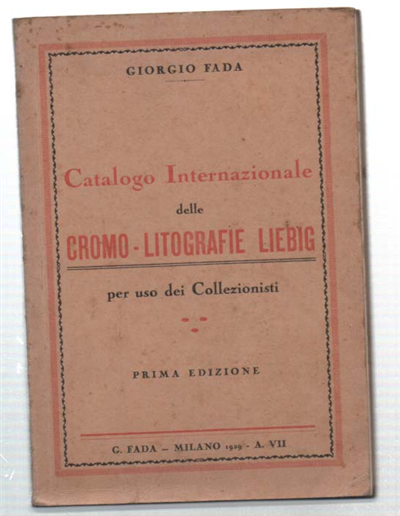 GIORGIO FADA
Catalogo Internazionale
delle
CROMO - LITOGRAFIE LIEBIG
per uso dei Collezionisti
PRIMA EDIZIONE
G. FADA — MILANO 1929 - A. VII